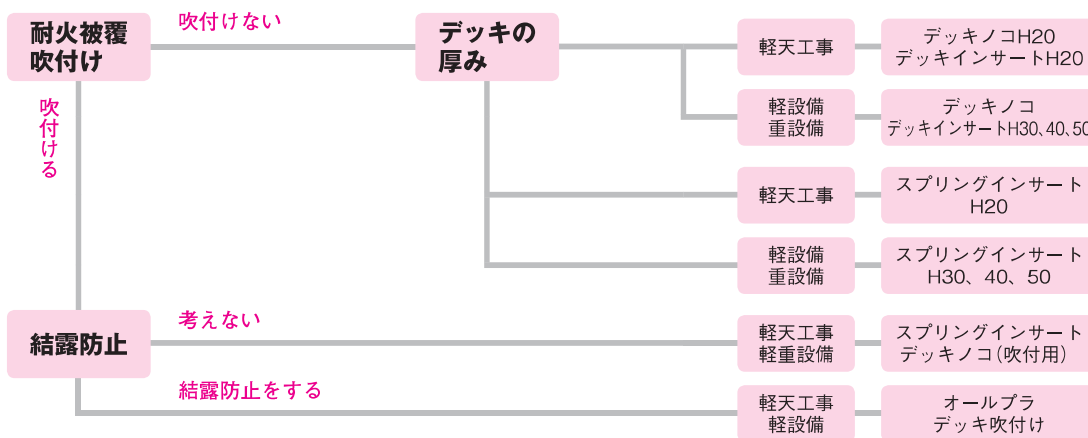 耐火被覆
吹付け
吹付けない
デッキの
厚み
軽天工事
デッキノコH20
デッキインサートH20
吹付ける
軽設備
重設備
デッキノコ
デッキインサートH30、40、50
軽天工事
スプリングインサート
H20
軽設備
重設備
スプリングインサート
H30、40、50
結露防止
考えない
軽天工事
軽重設備
スプリングインサート
デッキノコ(吹付用)
結露防止をする
軽天工事
軽設備
オールプラ
デッキ吹付け